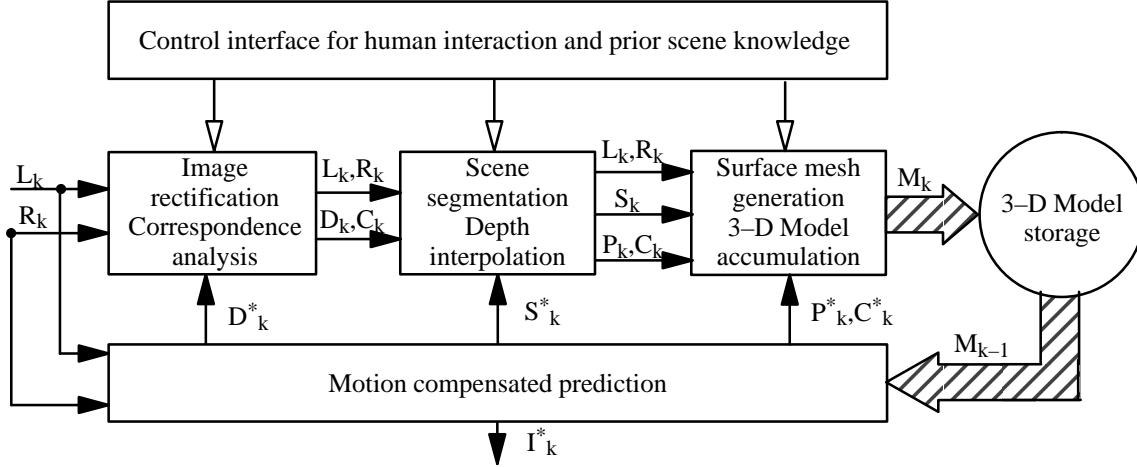 Control interface for human interaction and prior scene knowledge
L_k
R_k
Image
rectification
Correspondence
analysis
L_k,R_k
D_k,C_k
Scene
segmentation
Depth
interpolation
L_k,R_k
S_k
P_k,C_k
Surface mesh
generation
3–D Model
accumulation
M_k
3–D Model
storage
D*_k
S*_k
P*_k,C*_k
M_k–1
Motion compensated prediction
I*_k